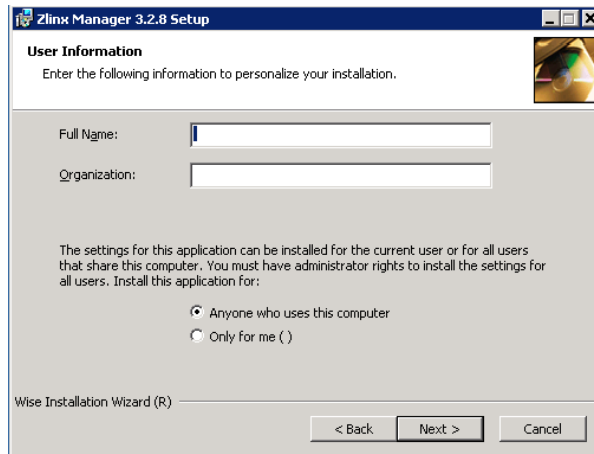 Zlinx Manager 3.2.8 Setup
User Information
Enter the following information to personalize your installation.
Full Name:
Organization:
The settings for this application can be installed for the current user or for all users
that share this computer. You must have administrator rights to install the settings for
all users. Install this application for:
Anyone who uses this computer
Only for me ( )
Wise Installation Wizard (R)
< Back Next > Cancel